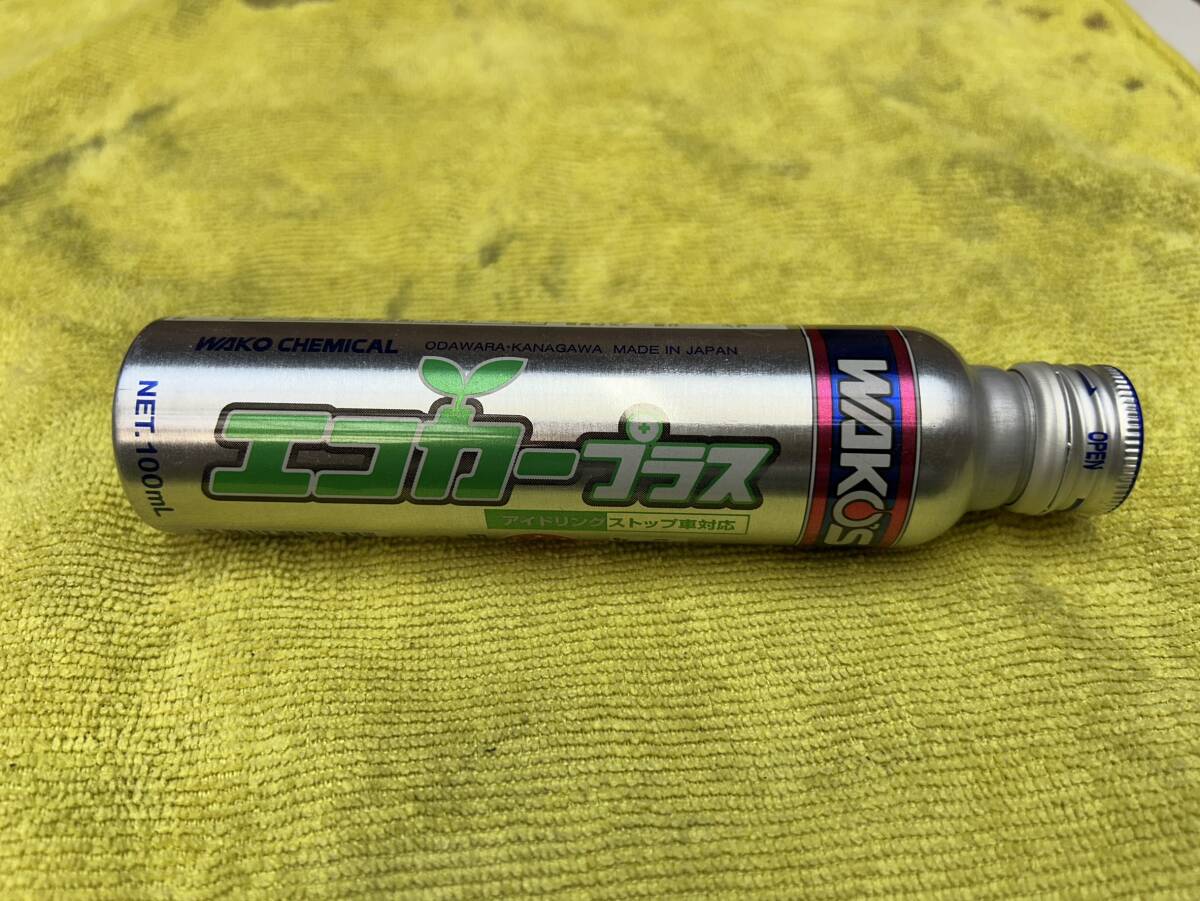 WAKO CHEMICAL ODAWARA・KANAGAWA MADE IN JAPAN
エコカープラス
アイドリングストップ車対応
NET. 100mL
WAKO'S
OPEN